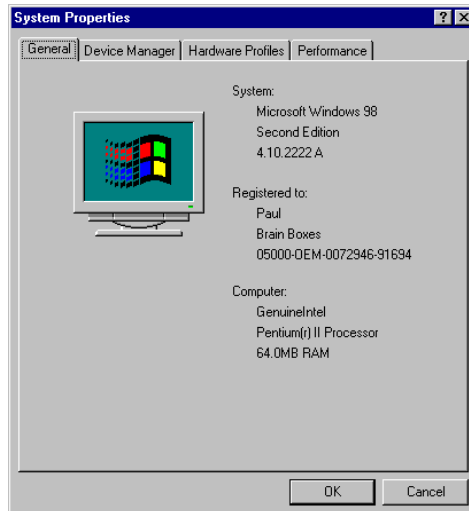 System Properties
General Device Manager Hardware Profiles Performance
System:
Microsoft Windows 98
Second Edition
4.10.2222 A
Registered to:
Paul
Brain Boxes
05000-OEM-0072946-91694
Computer:
GenuineIntel
Pentium(r) II Processor
64.0MB RAM
OK Cancel